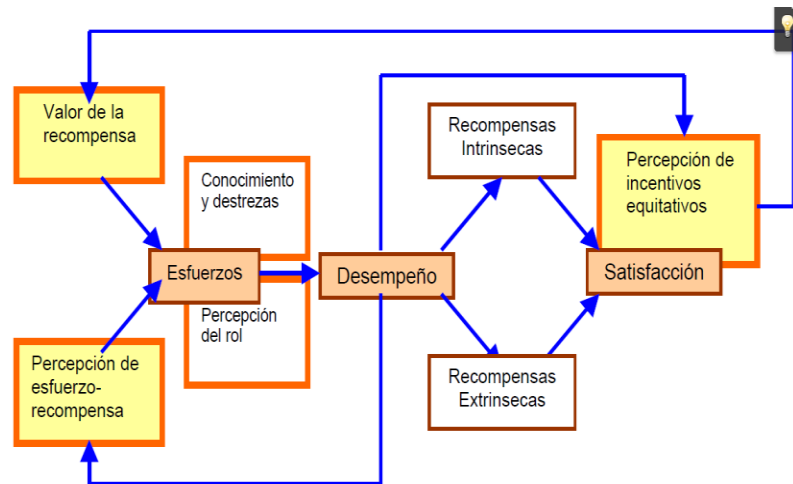 Valor de la
recompensa
Conocimiento
y destrezas
Esfuerzos
Percepción
del rol
Percepción de
esfuerzo-
recompensa
Desempeño
Recompensas
Intrinsecas
Recompensas
Extrinsecas
Percepción de
incentivos
equitativos
Satisfacción